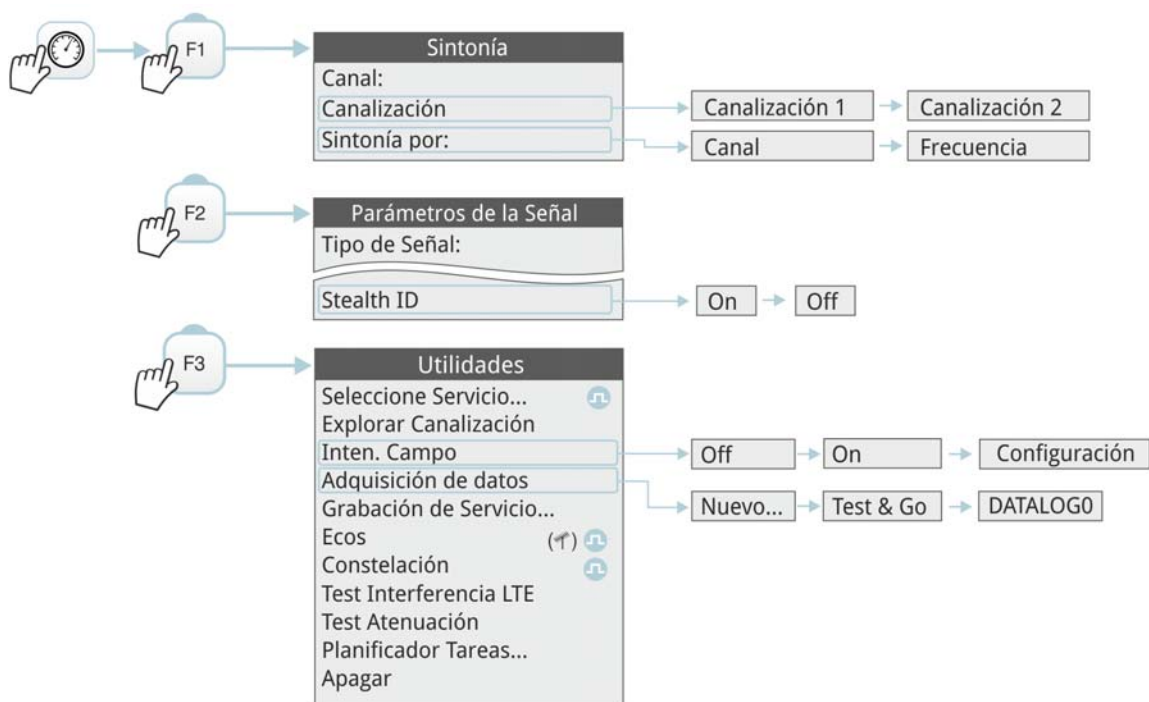 F1
Sintonía
Canal:
Canalización
Canalización 1
Canalización 2
Sintonía por:
Canal
Frecuencia
F2
Parámetros de la Señal
Tipo de Señal:
Stealth ID
On
Off
F3
Utilidades
Seleccione Servicio...
Explorar Canalización
Inten. Campo
Off
On
Configuración
Adquisición de datos
Nuevo...
Test & Go
DATALOG0
Grabación de Servicio...
Ecos
Constelación
Test Interferencia LTE
Test Atenuación
Planificador Tareas...
Apagar